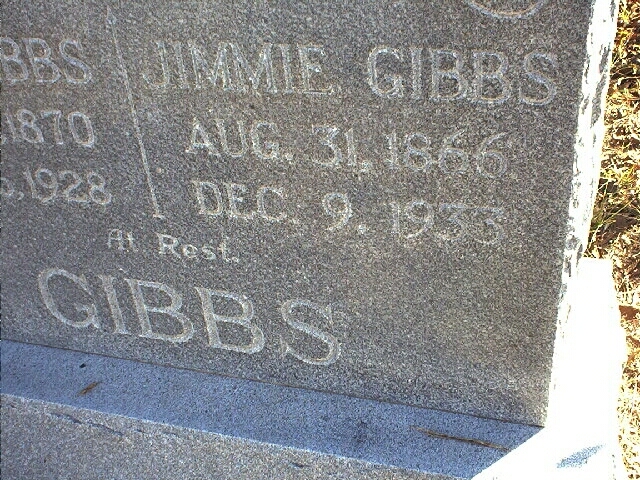 BBS
1870
, 1928
JIMMIE GIBBS
AUG. 31, 1866
DEC. 9, 1933
At Rest.
GIBBS